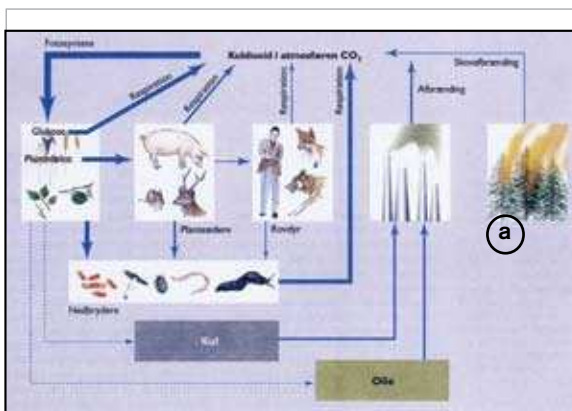 Fotosyntese
Kuldioxid i atmosfæren CO₂
Skovafbrænding
Respiration
Respiration
Respiration
Respiration
Afbrænding
Glukose
Planteædere
Rovdyr
Nedbrydere
Kul
Olie
a